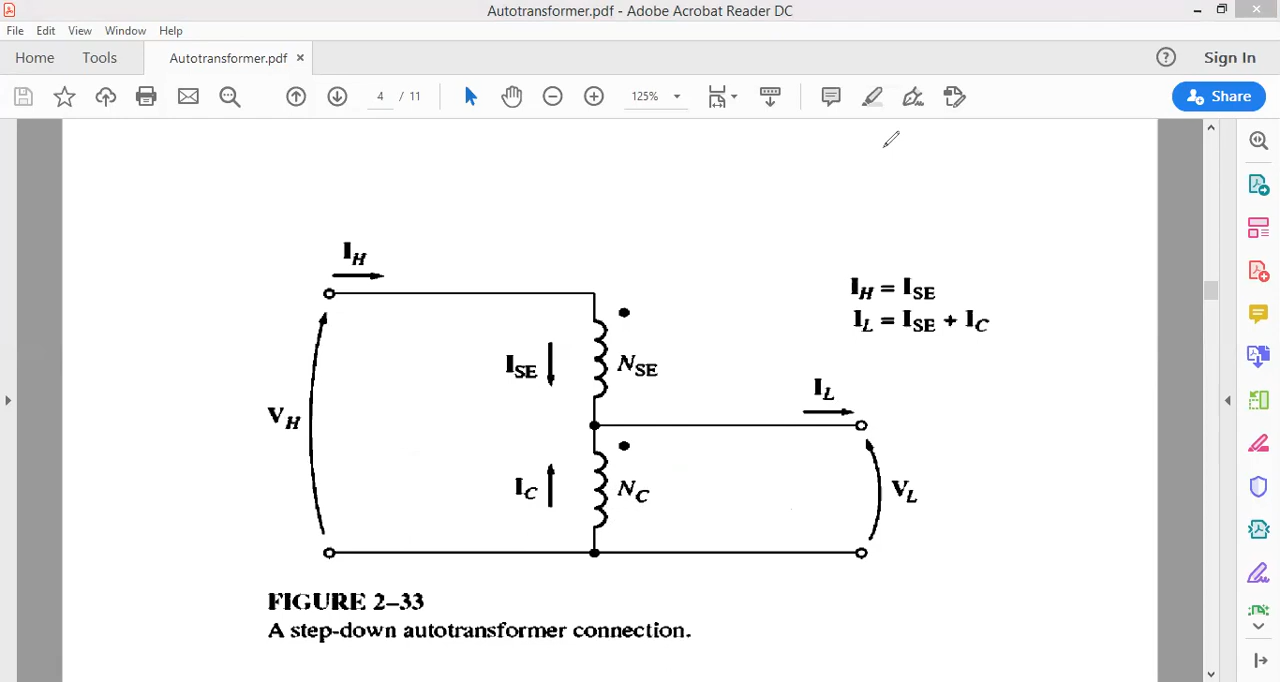 Autotransformer.pdf - Adobe Acrobat Reader DC
File Edit View Window Help
Home Tools Autotransformer.pdf ×
4 / 11 125% Share
? Sign In
I_H
I_H = I_SE
I_L = I_SE + I_C
I_SE N_SE
I_L
V_H
I_C N_C V_L
FIGURE 2–33
A step-down autotransformer connection.